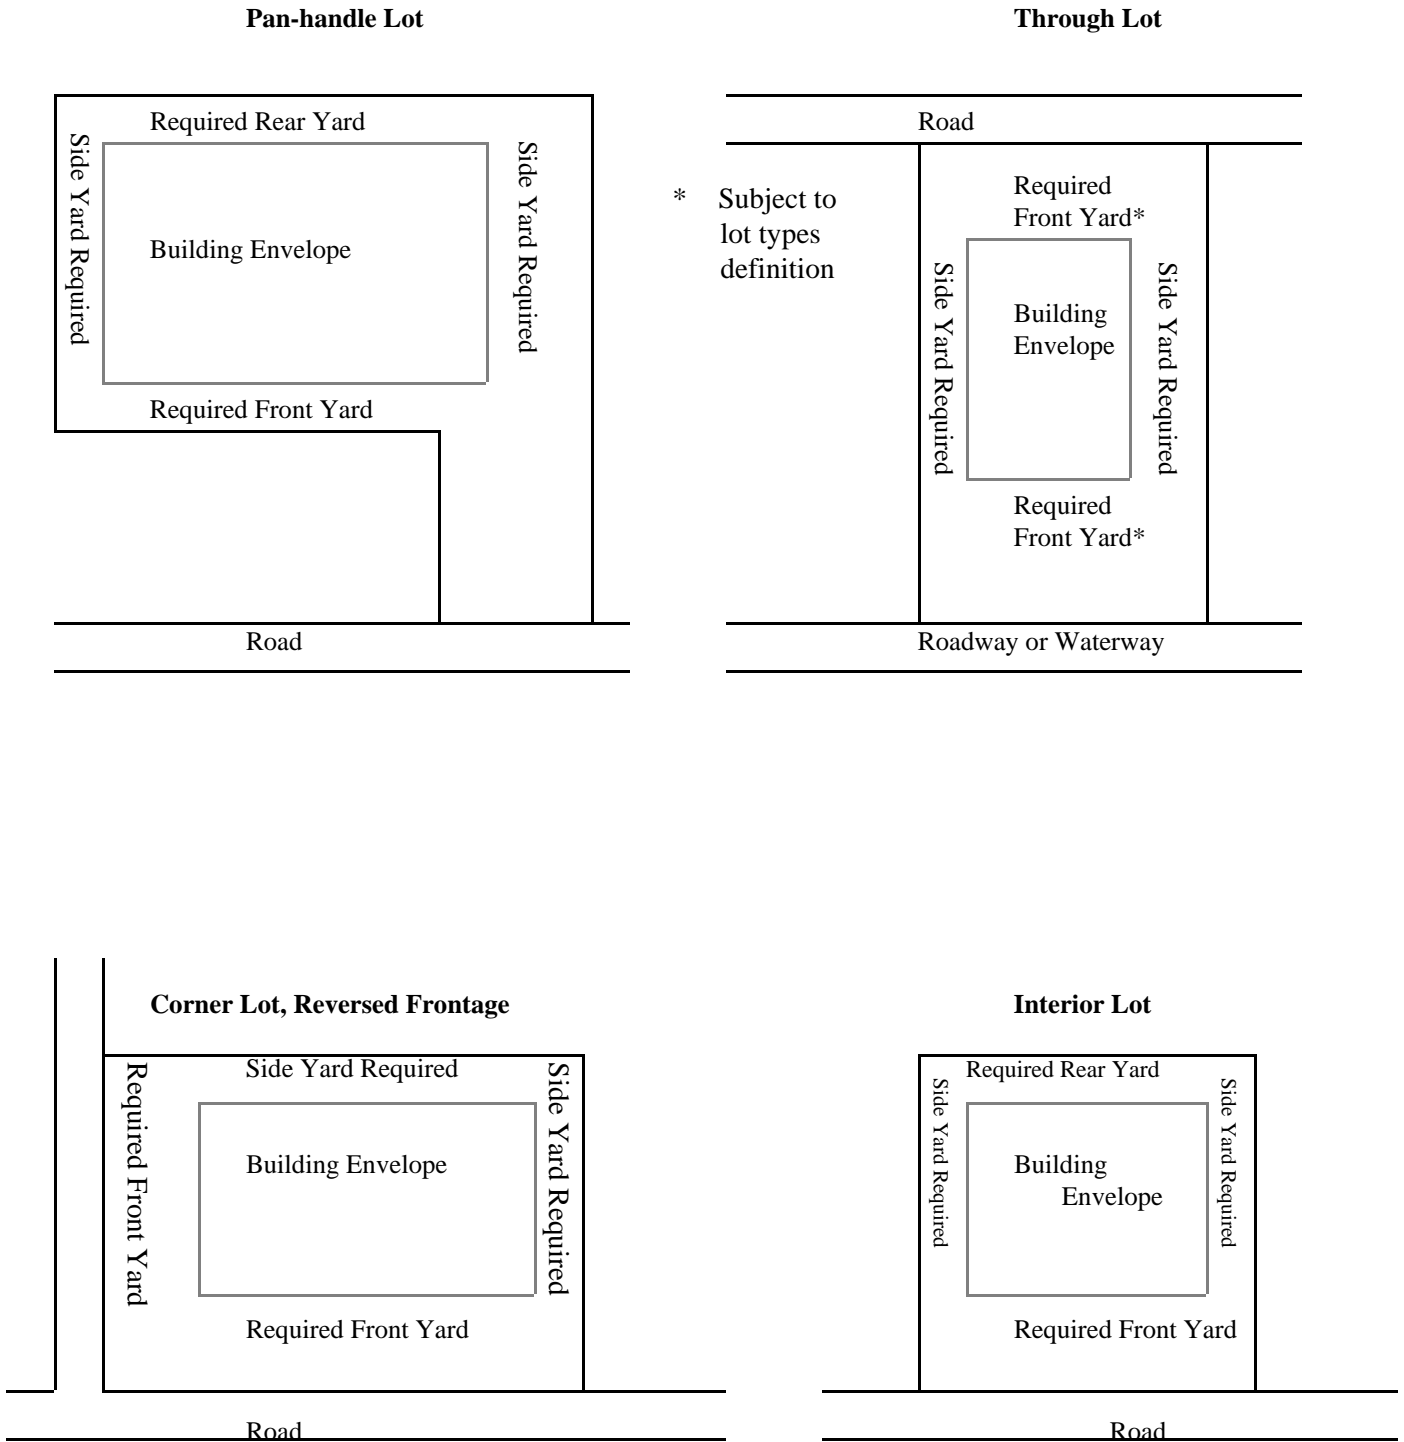 Pan-handle Lot
Required Rear Yard
Side Yard Required
Side Yard Required
Building Envelope
Required Front Yard
Road
Through Lot
Road
* Subject to
lot types
definition
Required
Front Yard*
Side Yard Required
Building
Envelope
Side Yard Required
Required
Front Yard*
Roadway or Waterway
Corner Lot, Reversed Frontage
Side Yard Required
Required Front Yard
Building Envelope
Side Yard Required
Required Front Yard
Road
Interior Lot
Required Rear Yard
Side Yard Required
Building
Envelope
Side Yard Required
Required Front Yard
Road